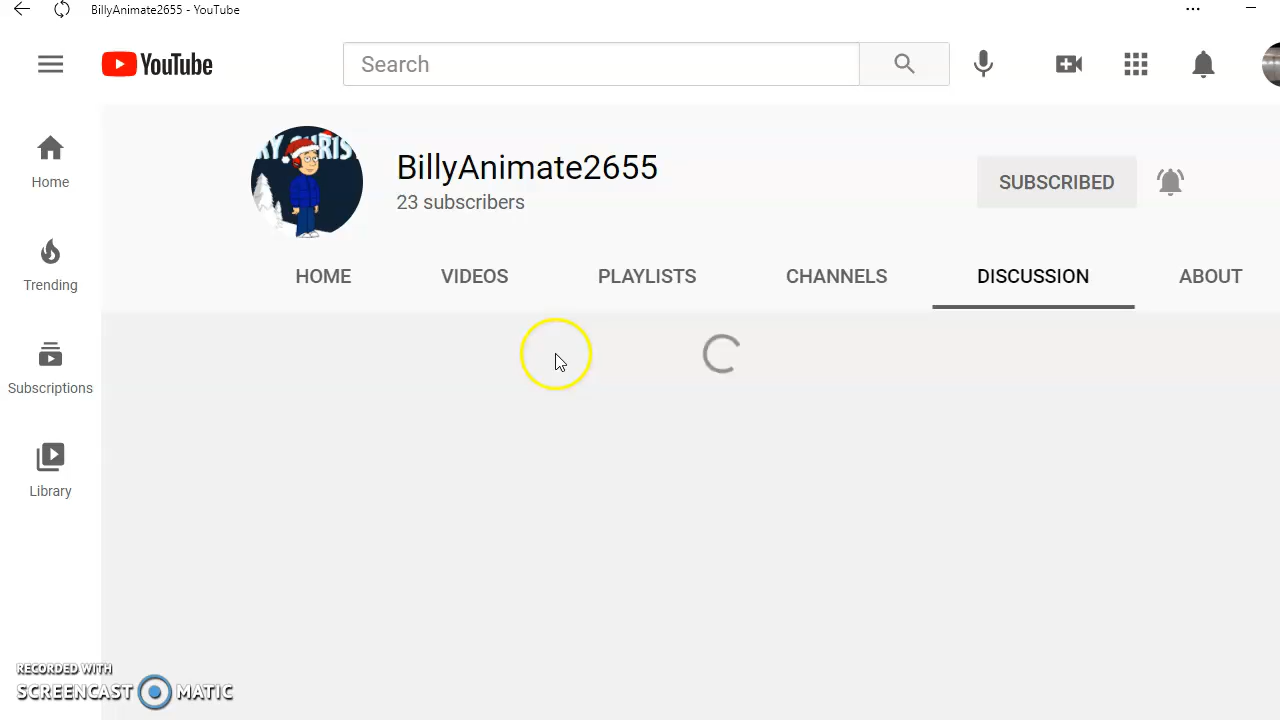 BillyAnimate2655 - YouTube
YouTube
Search
BillyAnimate2655
23 subscribers
SUBSCRIBED
HOME VIDEOS PLAYLISTS CHANNELS DISCUSSION ABOUT
Home
Trending
Subscriptions
Library
RECORDED WITH
SCREENCAST MATIC